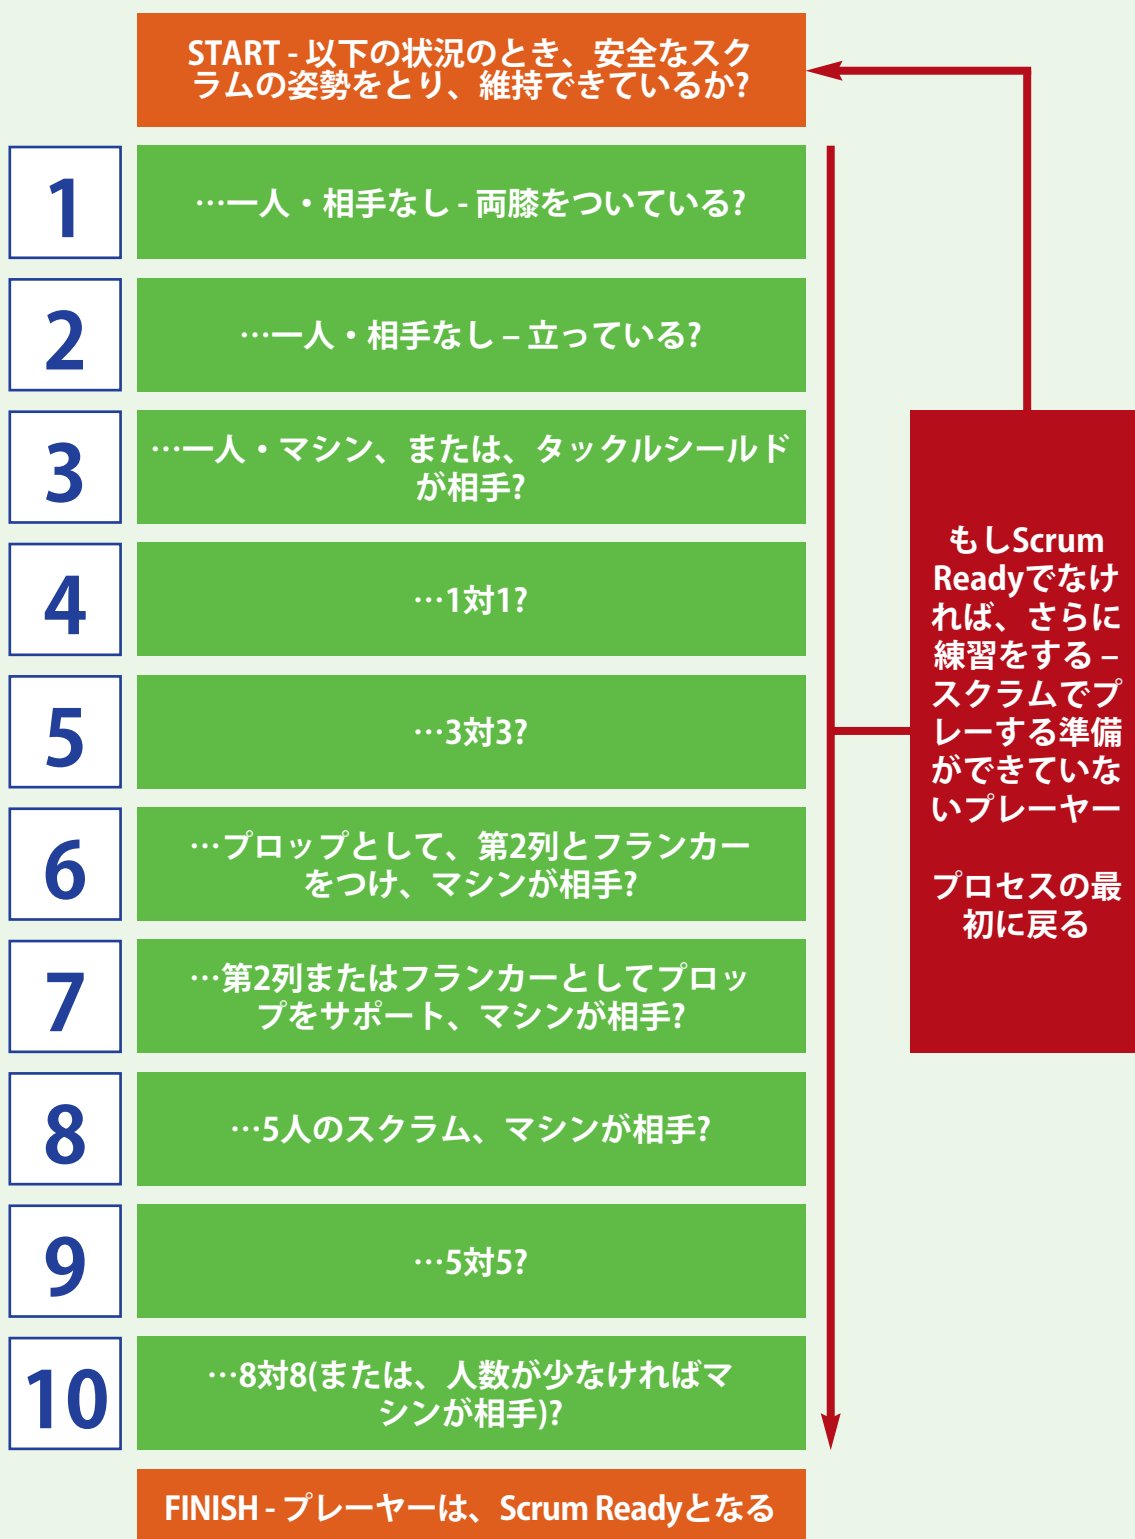 START - 以下の状況のとき、安全なスク
ラムの姿勢をとり、維持できているか?
1
…一人・相手なし - 両膝をついている?
2
…一人・相手なし – 立っている?
3
…一人・マシン、または、タックルシールド
が相手?
4
…1対1?
5
…3対3?
6
…プロップとして、第2列とフランカー
をつけ、マシンが相手?
7
…第2列またはフランカーとしてプロッ
プをサポート、マシンが相手?
8
…5人のスクラム、マシンが相手?
9
…5対5?
10
…8対8(または、人数が少なければマ
シンが相手)?
FINISH - プレーヤーは、Scrum Readyとなる
もしScrum
Readyでなけ
れば、さらに
練習をする –
スクラムでプ
レーする準備
ができていな
いプレーヤー
プロセスの最
初に戻る